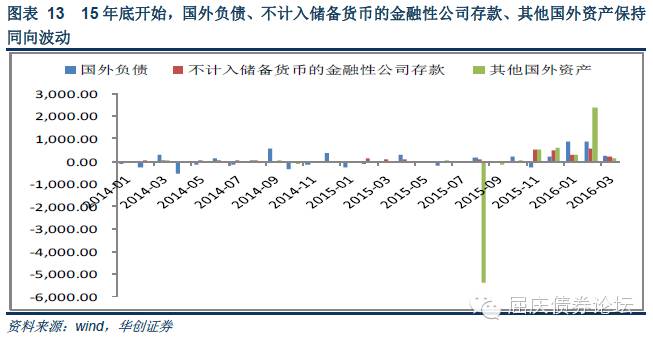 图表 13 15 年底开始，国外负债、不计入储备货币的金融性公司存款、其他国外资产保持
同向波动
国外负债 不计入储备货币的金融性公司存款 其他国外资产
3,000.00
2,000.00
1,000.00
0.00
-1,000.00
-2,000.00
-3,000.00
-4,000.00
-5,000.00
-6,000.00
2014-01 2014-03 2014-05 2014-07 2014-09 2014-11 2015-01 2015-03 2015-05 2015-07 2015-09 2015-11 2016-01 2016-03
屈庆债券论坛
资料来源：wind，华创证券